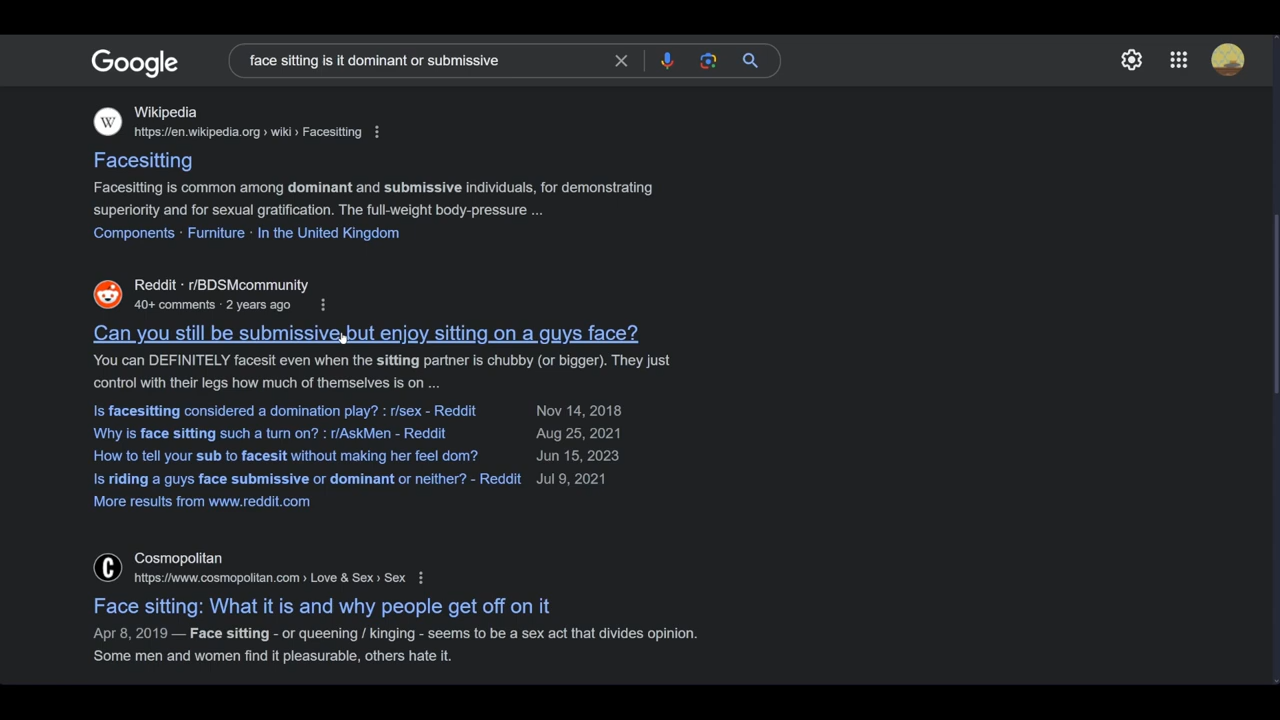 Google
face sitting is it dominant or submissive
Wikipedia
https://en.wikipedia.org › wiki › Facesitting
Facesitting
Facesitting is common among dominant and submissive individuals, for demonstrating
superiority and for sexual gratification. The full-weight body-pressure ...
Components · Furniture · In the United Kingdom
Reddit · r/BDSMcommunity
40+ comments · 2 years ago
Can you still be submissive but enjoy sitting on a guys face?
You can DEFINITELY facesit even when the sitting partner is chubby (or bigger). They just
control with their legs how much of themselves is on ...
Is facesitting considered a domination play? : r/sex - Reddit Nov 14, 2018
Why is face sitting such a turn on? : r/AskMen - Reddit Aug 25, 2021
How to tell your sub to facesit without making her feel dom? Jun 15, 2023
Is riding a guys face submissive or dominant or neither? - Reddit Jul 9, 2021
More results from www.reddit.com
Cosmopolitan
https://www.cosmopolitan.com › Love & Sex › Sex
Face sitting: What it is and why people get off on it
Apr 8, 2019 — Face sitting - or queening / kinging - seems to be a sex act that divides opinion.
Some men and women find it pleasurable, others hate it.